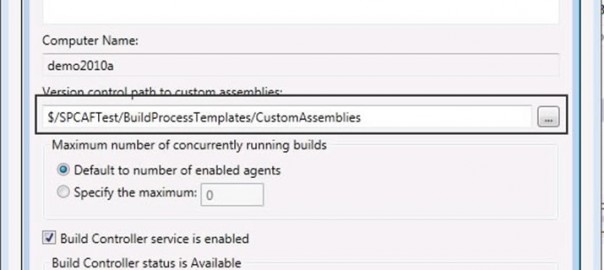 Computer Name:
demo2010a
Version control path to custom assemblies:
$/SPCAFTest/BuildProcessTemplates/CustomAssemblies
...
Maximum number of concurrently running builds
Default to number of enabled agents
Specify the maximum: 0
Build Controller service is enabled
Build Controller status is Available